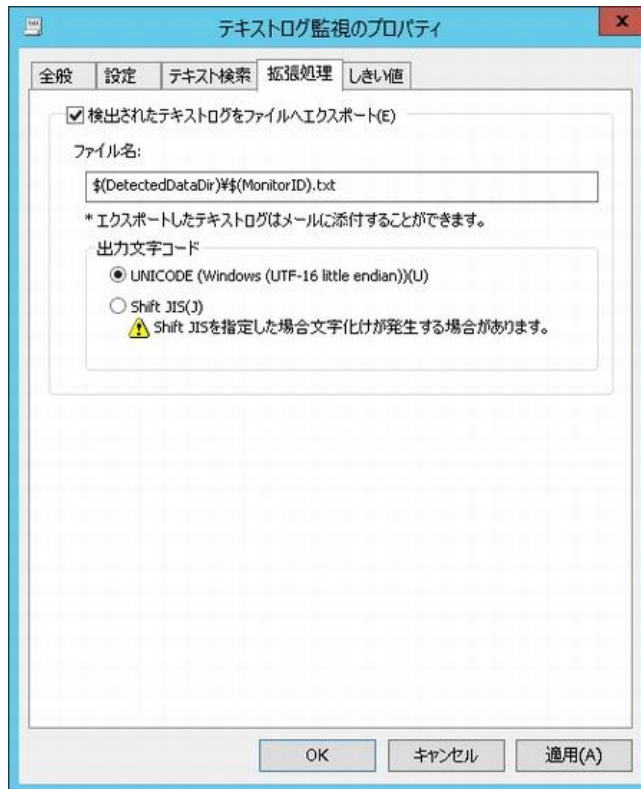 テキストログ監視のプロパティ
x
全般 設定 テキスト検索 拡張処理 しきい値
検出されたテキストログをファイルへエクスポート(E)
ファイル名:
$(DetectedDataDir)¥$(MonitorID).txt
* エクスポートしたテキストログはメールに添付することができます。
出力文字コード
UNICODE (Windows (UTF-16 little endian))(U)
Shift JIS(J)
Shift JISを指定した場合文字化けが発生する場合があります。
OK キャンセル 適用(A)